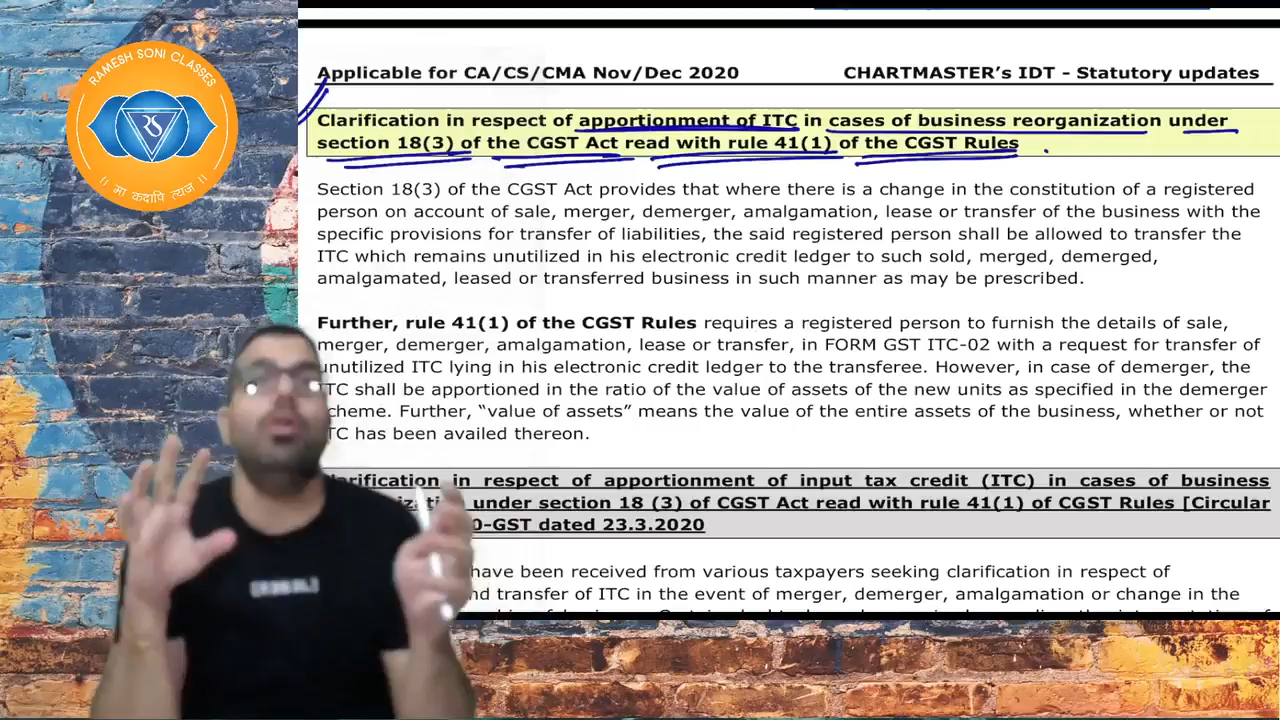 RAMESH SONI CLASSES
RS
।। मा कदापि त्यज ।।
Applicable for CA/CS/CMA Nov/Dec 2020 CHARTMASTER’s IDT - Statutory updates
Clarification in respect of apportionment of ITC in cases of business reorganization under
section 18(3) of the CGST Act read with rule 41(1) of the CGST Rules
Section 18(3) of the CGST Act provides that where there is a change in the constitution of a registered
person on account of sale, merger, demerger, amalgamation, lease or transfer of the business with the
specific provisions for transfer of liabilities, the said registered person shall be allowed to transfer the
ITC which remains unutilized in his electronic credit ledger to such sold, merged, demerged,
amalgamated, leased or transferred business in such manner as may be prescribed.
Further, rule 41(1) of the CGST Rules requires a registered person to furnish the details of sale,
merger, demerger, amalgamation, lease or transfer, in FORM GST ITC-02 with a request for transfer of
unutilized ITC lying in his electronic credit ledger to the transferee. However, in case of demerger, the
ITC shall be apportioned in the ratio of the value of assets of the new units as specified in the demerger
scheme. Further, “value of assets” means the value of the entire assets of the business, whether or not
ITC has been availed thereon.
in respect of apportionment of input tax credit (ITC) in cases of business
under section 18 (3) of CGST Act read with rule 41(1) of CGST Rules [Circular
0-GST dated 23.3.2020
have been received from various taxpayers seeking clarification in respect of
transfer of ITC in the event of merger, demerger, amalgamation or change in the